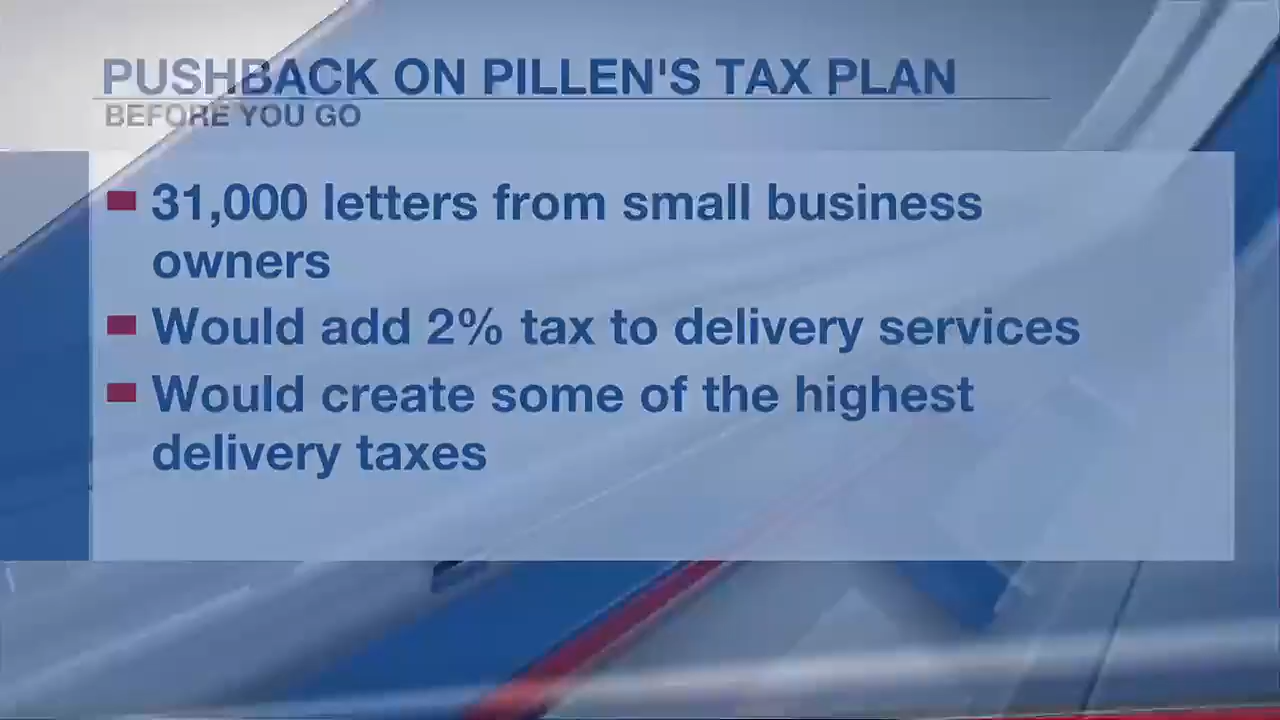 PUSHBACK ON PILLEN'S TAX PLAN
BEFORE YOU GO
31,000 letters from small business
owners
Would add 2% tax to delivery services
Would create some of the highest
delivery taxes